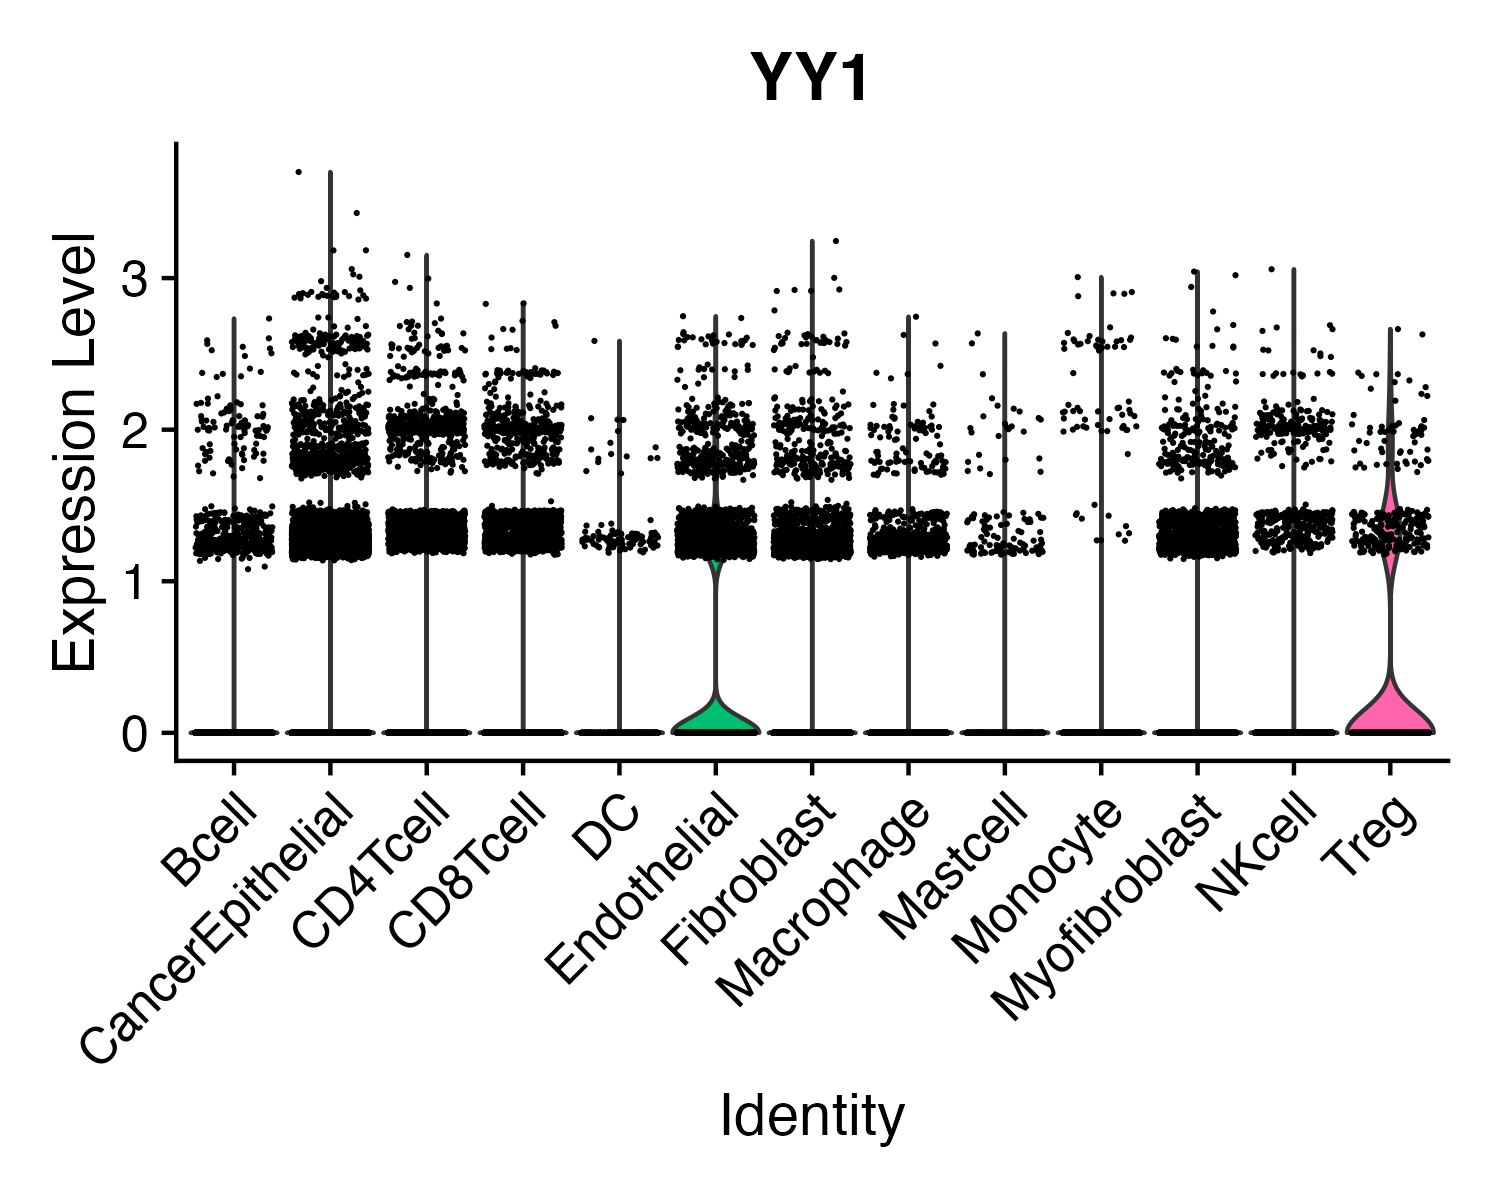 YY1
Expression Level
3
2
1
0
Bcell
CancerEpithelial
CD4Tcell
CD8Tcell
DC
Endothelial
Fibroblast
Macrophage
Mastcell
Monocyte
Myofibroblast
NKcell
Treg
Identity